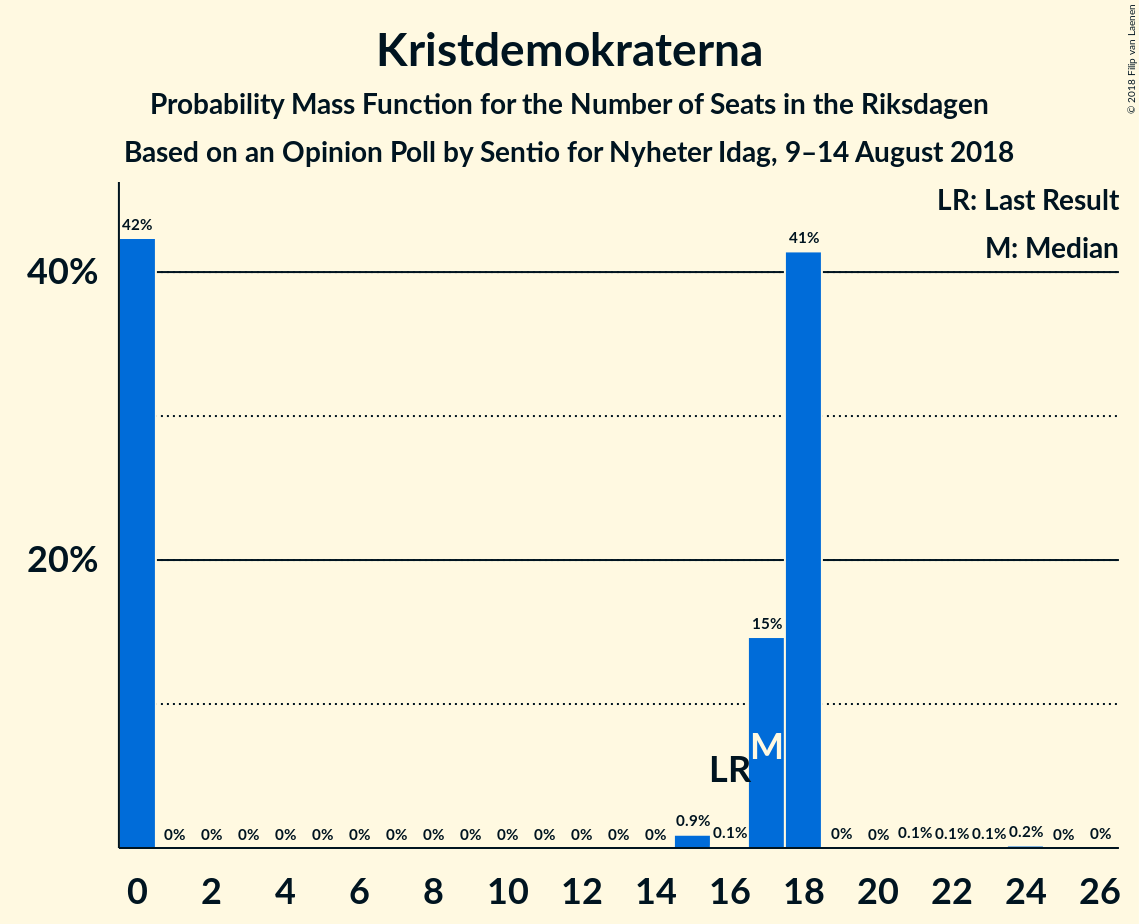 Kristdemokraterna
Probability Mass Function for the Number of Seats in the Riksdagen
Based on an Opinion Poll by Sentio for Nyheter Idag, 9–14 August 2018
© 2018 Filip van Laenen
LR: Last Result
M: Median
40%
20%
42% 0% 0% 0% 0% 0% 0% 0% 0% 0% 0% 0% 0% 0% 0% 0.9% 0.1% 15% 41% 0% 0% 0.1% 0.1% 0.1% 0.2% 0% 0%
LR M
0 2 4 6 8 10 12 14 16 18 20 22 24 26